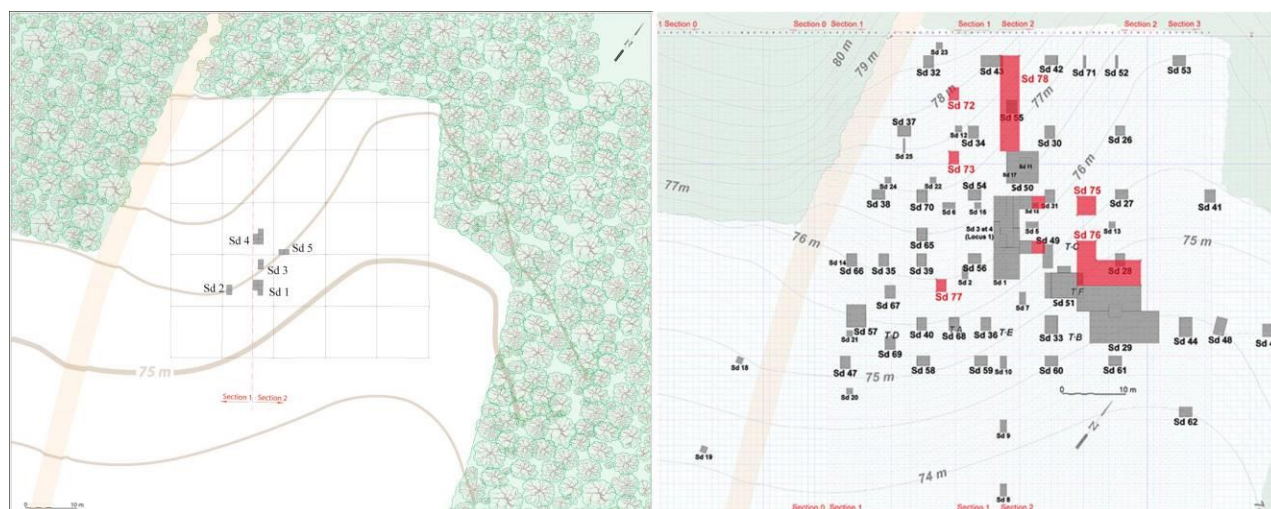 N
Sd 4
Sd 5
Sd 3
Sd 2
Sd 1
75 m
Section 1
Section 2
0
10 m
1 Section 0
Section 0
Section 1
Section 1
Section 2
Section 2
Section 3
80 m
79 m
Sd 23
Sd 32
Sd 43
Sd 78
Sd 42
Sd 71
Sd 52
Sd 53
78 m
77m
Sd 72
Sd 55
Sd 37
Sd 12
Sd 34
Sd 30
Sd 26
Sd 25
Sd 73
Sd 11
Sd 17
76 m
77m
Sd 24
Sd 22
Sd 54
Sd 50
Sd 75
Sd 38
Sd 70
Sd 6
Sd 16
Sd 31
Sd 27
Sd 41
Sd 65
Sd 3 et 4
(Locus 1)
Sd 5
Sd 76
Sd 13
76 m
Sd 49
T-C
75 m
Sd 14
Sd 66
Sd 35
Sd 39
Sd 56
Sd 28
Sd 2
Sd 1
Sd 77
Sd 67
Sd 7
Sd 51
T-F
Sd 57
T-D
T-A
T-E
T-B
Sd 21
Sd 40
Sd 68
Sd 36
Sd 33
Sd 29
Sd 44
Sd 48
Sd 69
Sd 18
Sd 47
75 m
Sd 58
Sd 59
Sd 10
Sd 60
Sd 61
Sd 20
0
10 m
Sd 62
Sd 9
N
Sd 19
74 m
Sd 8
Section 0
Section 1
Section 1
Section 2